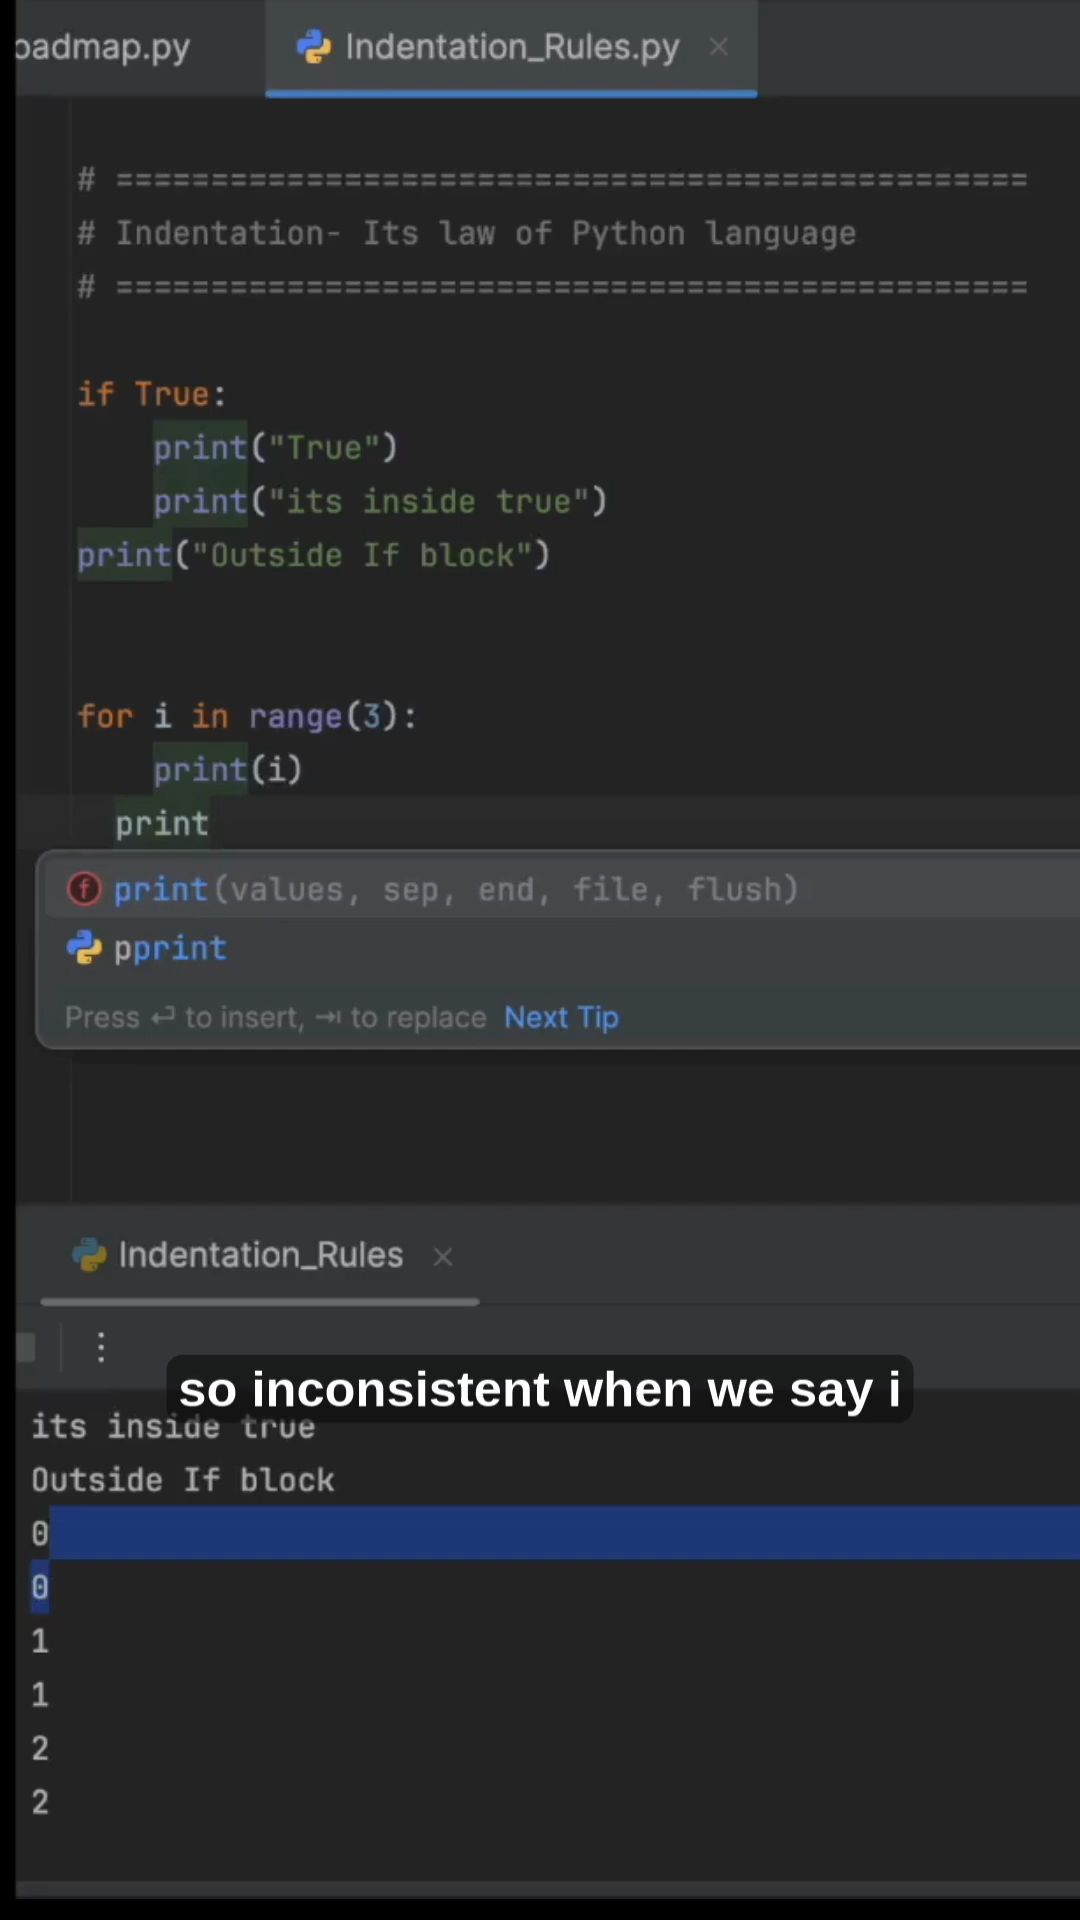 oadmap.py
Indentation_Rules.py ×
# ================================================
# Indentation- Its law of Python language
# ================================================
if True:
    print("True")
    print("its inside true")
print("Outside If block")
for i in range(3):
    print(i)
  print
print(values, sep, end, file, flush)
pprint
Press ⏎ to insert, ⇥ to replace Next Tip
Indentation_Rules ×
so inconsistent when we say i
its inside true
Outside If block
0
0
1
1
2
2